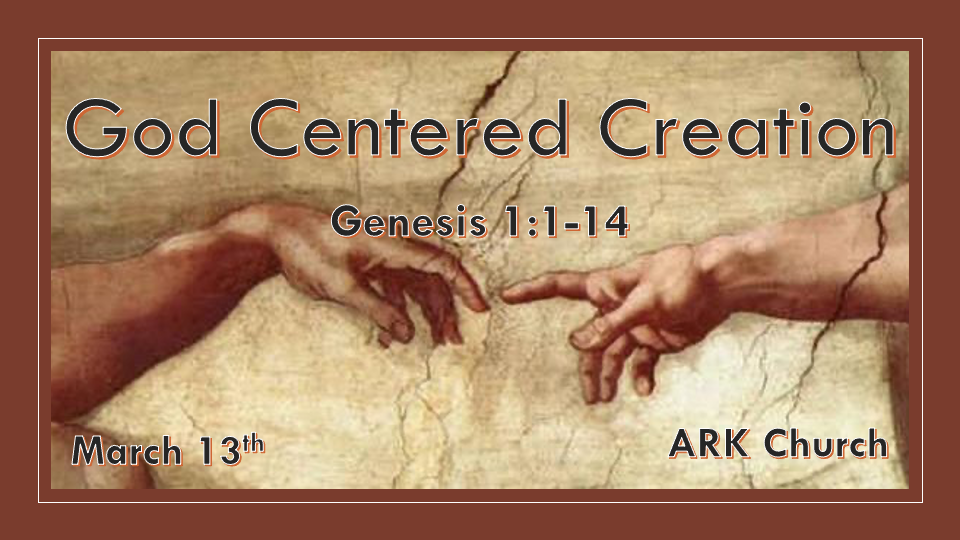 God Centered Creation
Genesis 1:1-14
March 13th
ARK Church